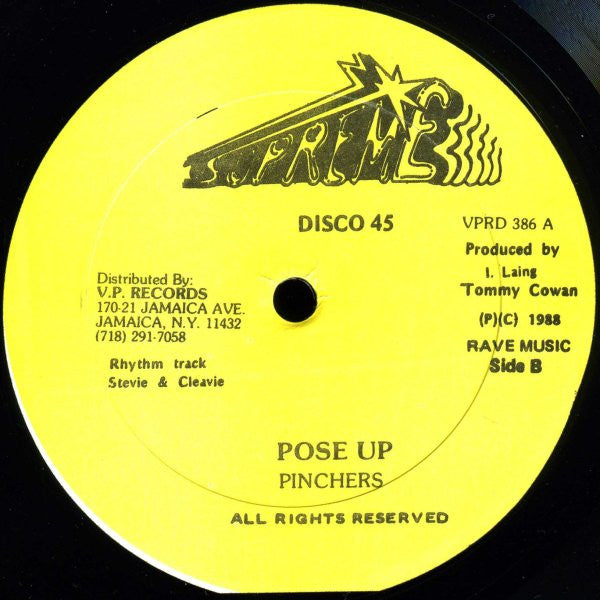 SUPREME
DISCO 45
VPRD 386 A
Produced by
I. Laing
Tommy Cowan
(P)(C) 1988
RAVE MUSIC
Side B
Distributed By:
V.P. RECORDS
170-21 JAMAICA AVE.
JAMAICA, N.Y. 11432
(718) 291-7058
Rhythm track
Stevie & Cleavie
POSE UP
PINCHERS
ALL RIGHTS RESERVED